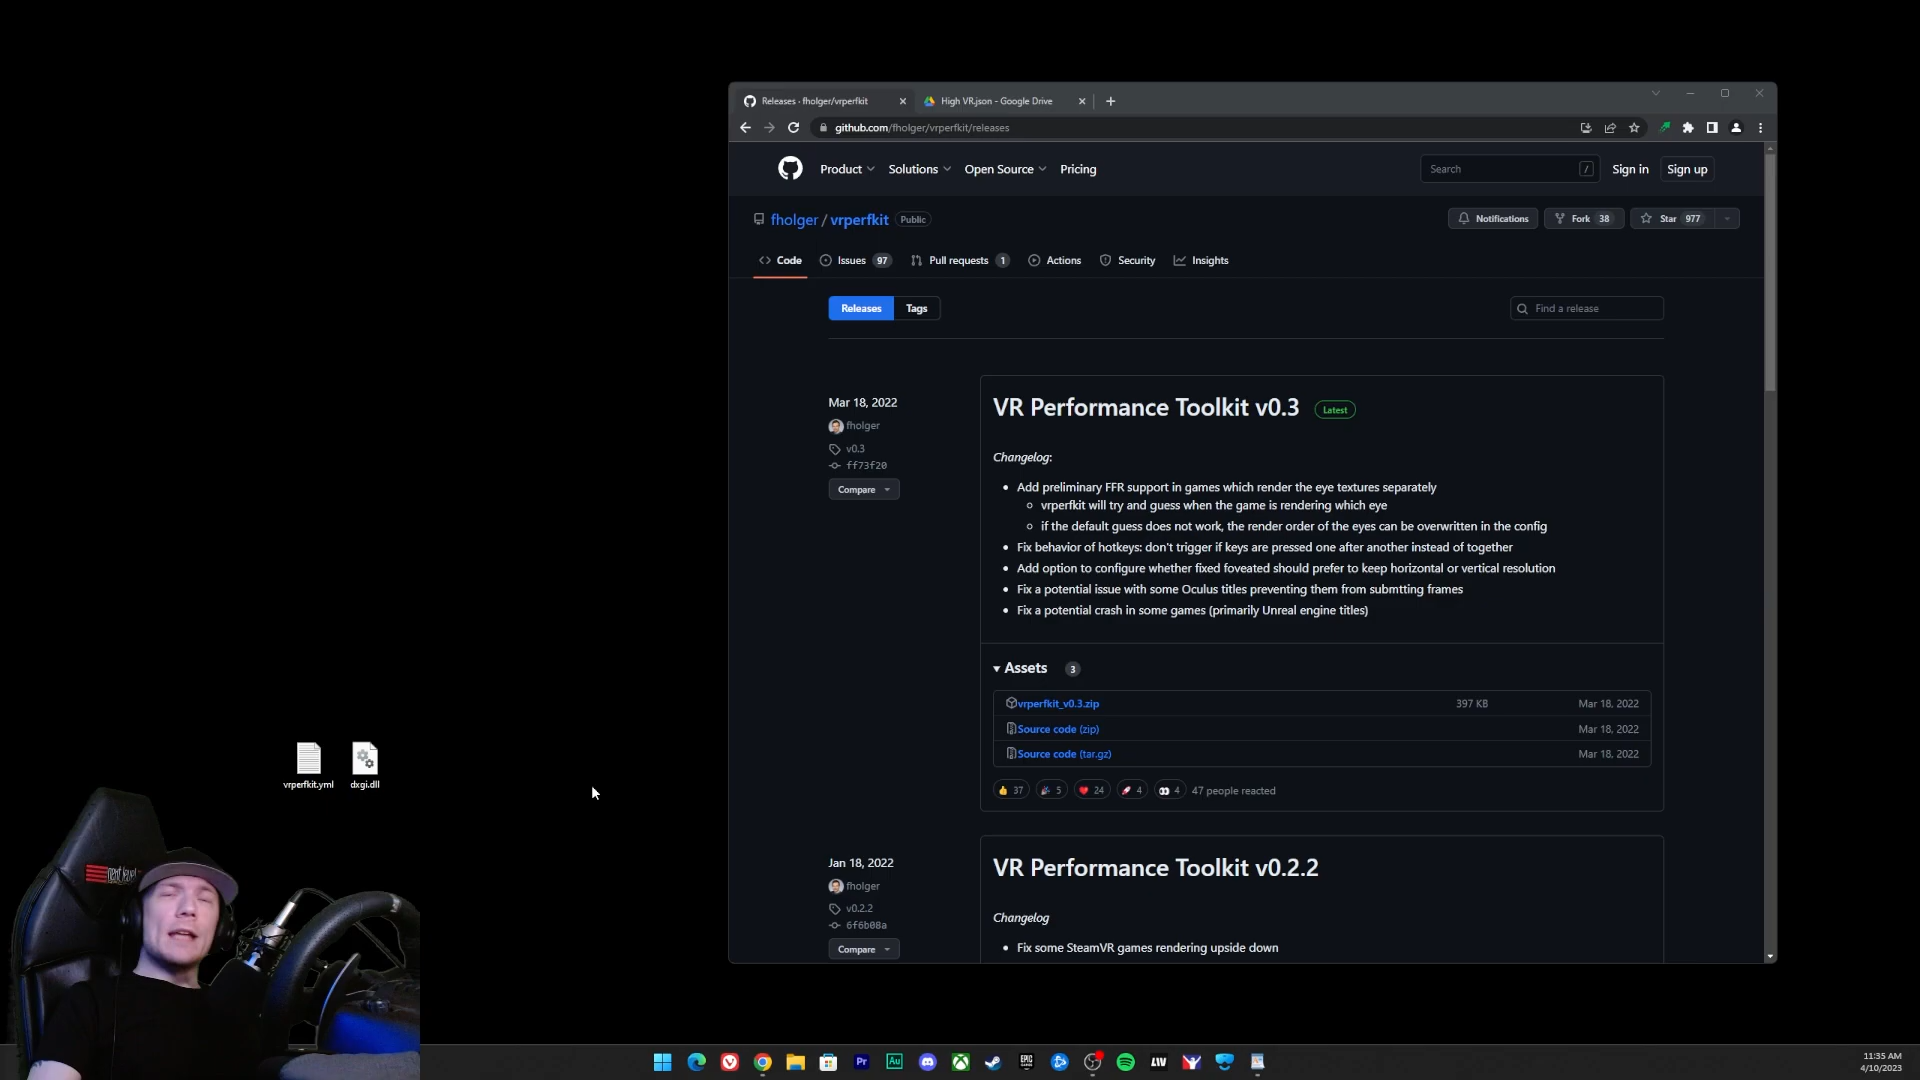 Releases · fholger/vrperfkit
High VR.json - Google Drive
github.com/fholger/vrperfkit/releases
Product
Solutions
Open Source
Pricing
Search
/
Sign in
Sign up
fholger / vrperfkit
Public
Notifications
Fork 38
Star 977
Code
Issues 97
Pull requests 1
Actions
Security
Insights
Releases
Tags
Find a release
Mar 18, 2022
fholger
v0.3
ff73f20
Compare
VR Performance Toolkit v0.3
Latest
Changelog:
Add preliminary FFR support in games which render the eye textures separately
vrperfkit will try and guess when the game is rendering which eye
if the default guess does not work, the render order of the eyes can be overwritten in the config
Fix behavior of hotkeys: don't trigger if keys are pressed one after another instead of together
Add option to configure whether fixed foveated should prefer to keep horizontal or vertical resolution
Fix a potential issue with some Oculus titles preventing them from submtting frames
Fix a potential crash in some games (primarily Unreal engine titles)
Assets 3
vrperfkit_v0.3.zip 397 KB Mar 18, 2022
Source code (zip) Mar 18, 2022
Source code (tar.gz) Mar 18, 2022
37 5 24 4 4 47 people reacted
Jan 18, 2022
fholger
v0.2.2
6f6b08a
Compare
VR Performance Toolkit v0.2.2
Changelog
Fix some SteamVR games rendering upside down
vrperfkit.yml
dxgi.dll
next level
Pr
Au
EPIC GAMES
11:35 AM
4/10/2023